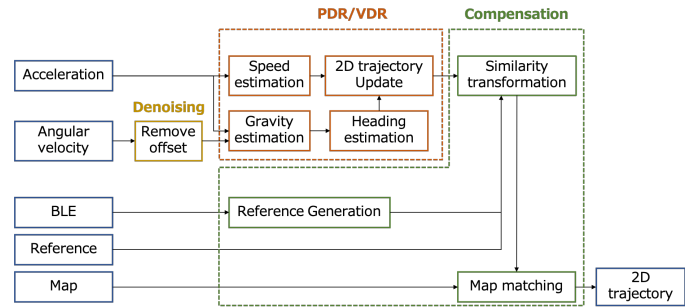 PDR/VDR
Compensation
Acceleration
Speed
estimation
2D trajectory
Update
Similarity
transformation
Denoising
Angular
velocity
Remove
offset
Gravity
estimation
Heading
estimation
BLE
Reference Generation
Reference
Map
Map matching
2D
trajectory